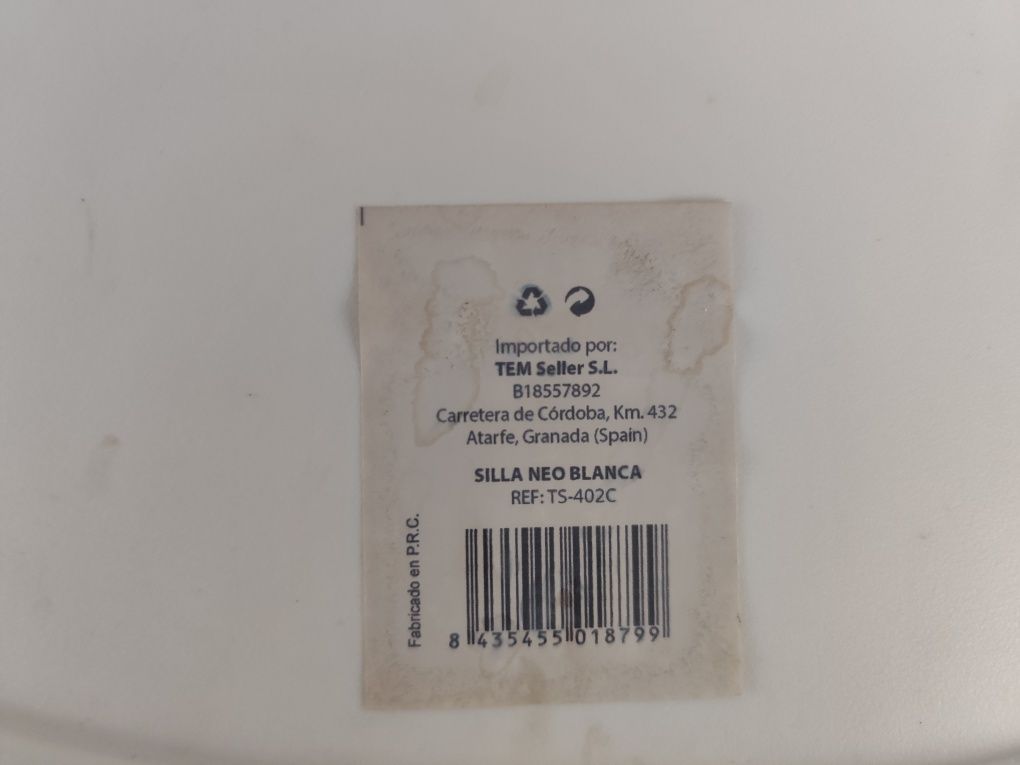 Importado por:
TEM Seller S.L.
B18557892
Carretera de Córdoba, Km. 432
Atarfe, Granada (Spain)
SILLA NEO BLANCA
REF: TS-402C
Fabricado en P.R.C.
8 435455 018799